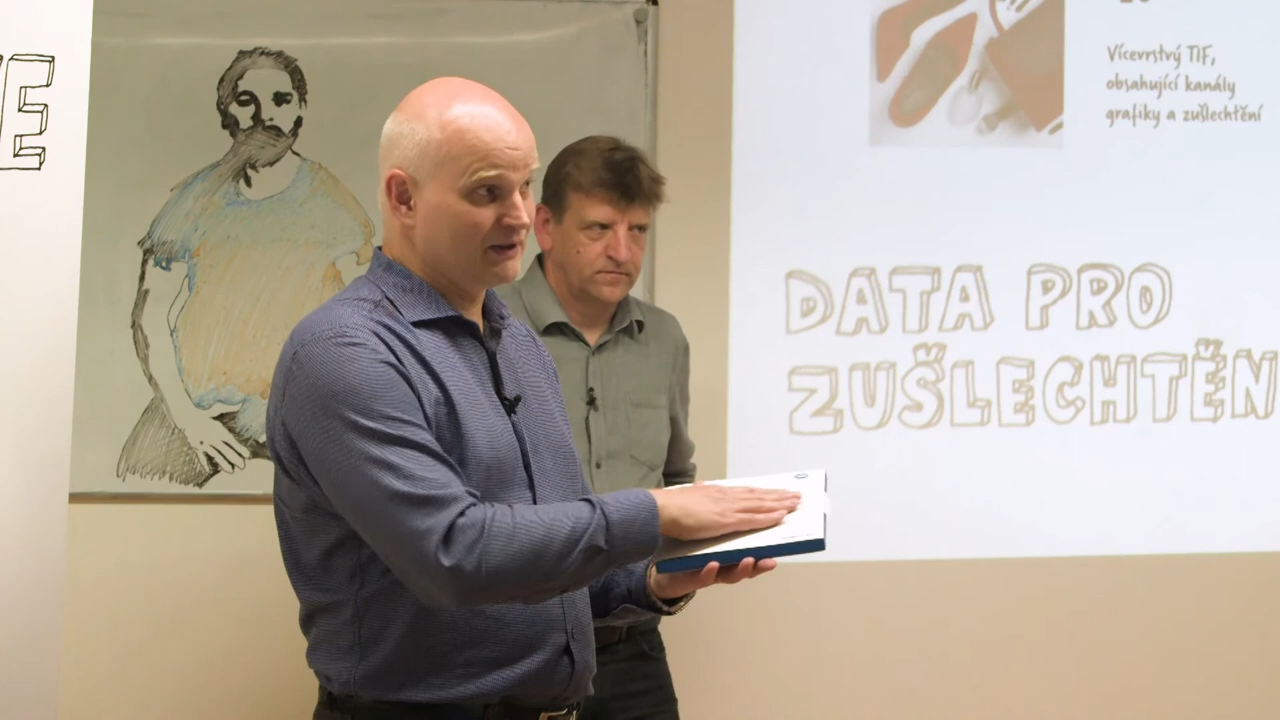 E
Vícevrstvý TIF,
obsahující kanály
grafiky a zušlechtění
DATA PRO
ZUŠLECHTĚN